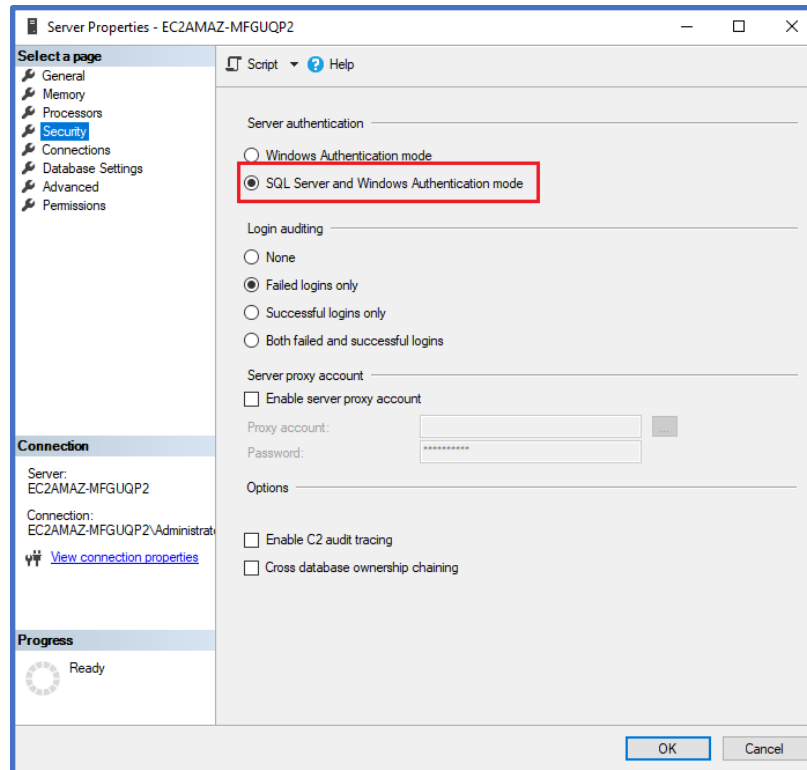 Server Properties - EC2AMAZ-MFGUQP2
Select a page
General
Memory
Processors
Security
Connections
Database Settings
Advanced
Permissions
Script
Help
Server authentication
Windows Authentication mode
SQL Server and Windows Authentication mode
Login auditing
None
Failed logins only
Successful logins only
Both failed and successful logins
Server proxy account
Enable server proxy account
Proxy account:
...
Password:
**********
Options
Enable C2 audit tracing
Cross database ownership chaining
Connection
Server:
EC2AMAZ-MFGUQP2
Connection:
EC2AMAZ-MFGUQP2\Administrat
View connection properties
Progress
Ready
OK
Cancel